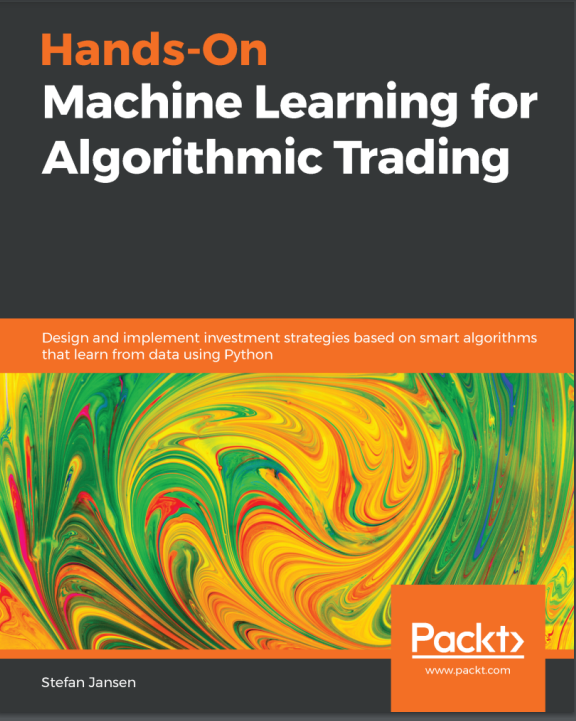 Hands-On
Machine Learning for
Algorithmic Trading
Design and implement investment strategies based on smart algorithms
that learn from data using Python
Packt>
www.packt.com
Stefan Jansen